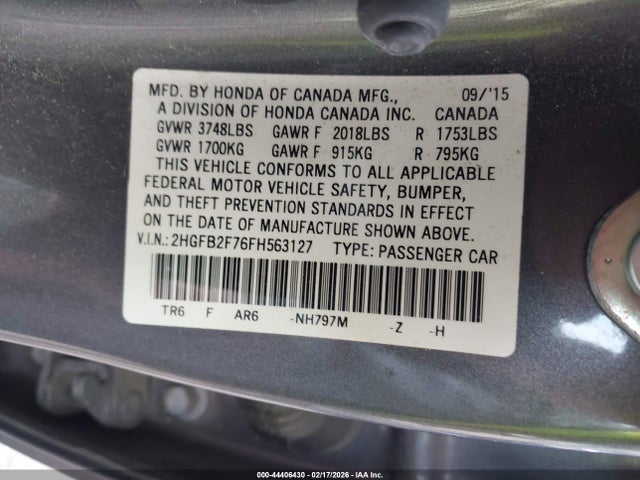 MFD. BY HONDA OF CANADA MFG., 09/'15
A DIVISION OF HONDA CANADA INC. CANADA
GVWR 3748LBS GAWR F 2018LBS R 1753LBS
GVWR 1700KG GAWR F 915KG R 795KG
THIS VEHICLE CONFORMS TO ALL APPLICABLE
FEDERAL MOTOR VEHICLE SAFETY, BUMPER,
AND THEFT PREVENTION STANDARDS IN EFFECT
ON THE DATE OF MANUFACTURE SHOWN ABOVE.
V.I.N.: 2HGFB2F76FH563127 TYPE: PASSENGER CAR
TR6 F AR6 -NH797M -Z -H
000-44406430 - 02/17/2026 - IAA Inc.